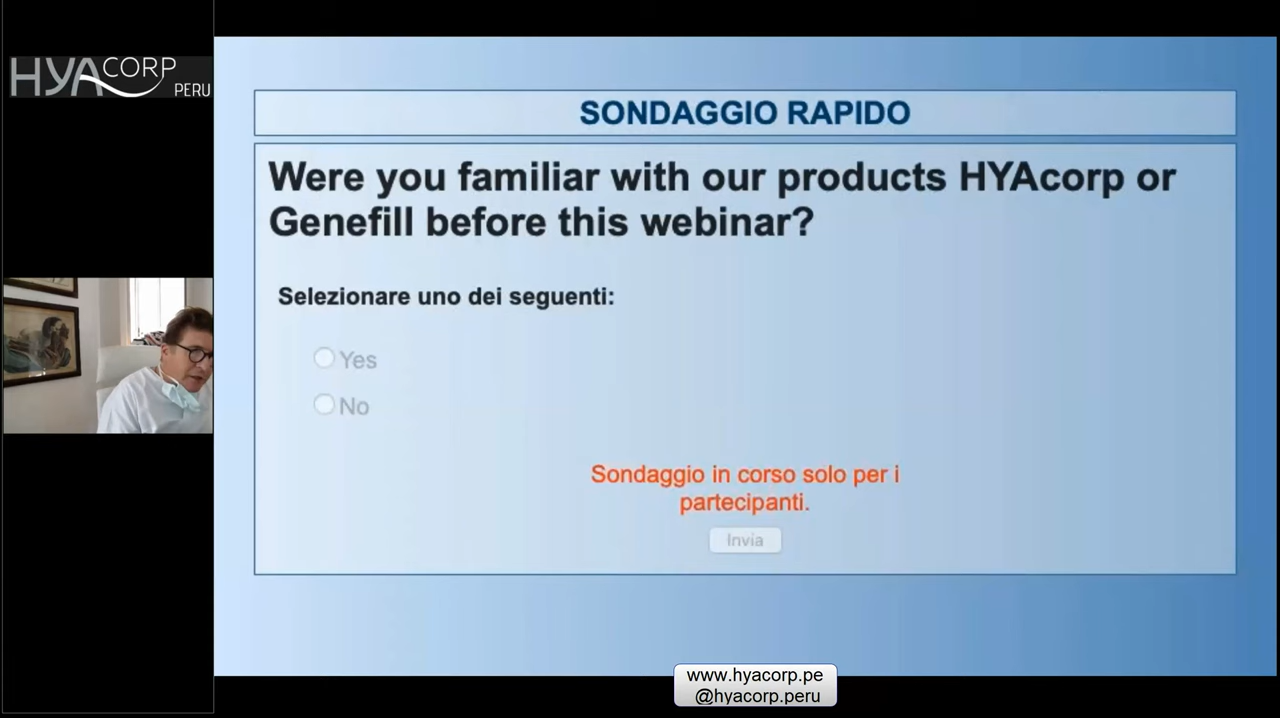 HYACORP
PERU
SONDAGGIO RAPIDO
Were you familiar with our products HYAcorp or
Genefill before this webinar?
Selezionare uno dei seguenti:
Yes
No
Sondaggio in corso solo per i
partecipanti.
Invia
www.hyacorp.pe
@hyacorp.peru